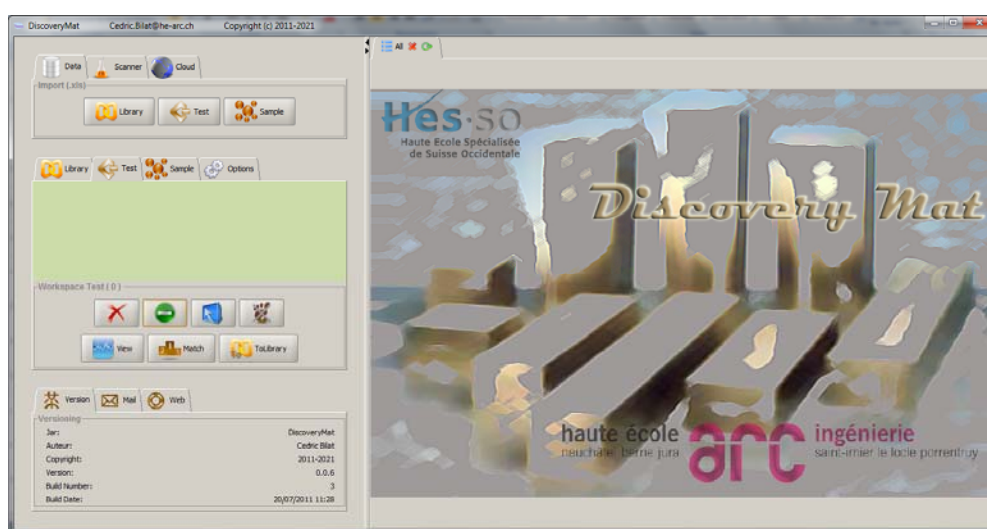 DiscoveryMat Cedric.Bilat@he-arc.ch Copyright (c) 2011-2021
All
Data Scanner Cloud
Import (.xls)
Library Test Sample
Library Test Sample Options
Workspace Test ( 0 )
View Match ToLibrary
Version Mail Web
Versioning
Jar: DiscoveryMat
Auteur: Cedric Bilat
Copyright: 2011-2021
Version: 0.0.6
Build Number: 3
Build Date: 20/07/2011 11:28
Hes·so
Haute Ecole Spécialisée
de Suisse Occidentale
Discovery Mat
haute école arc ingénierie
neuchâtel berne jura saint-imier le locle porrentruy